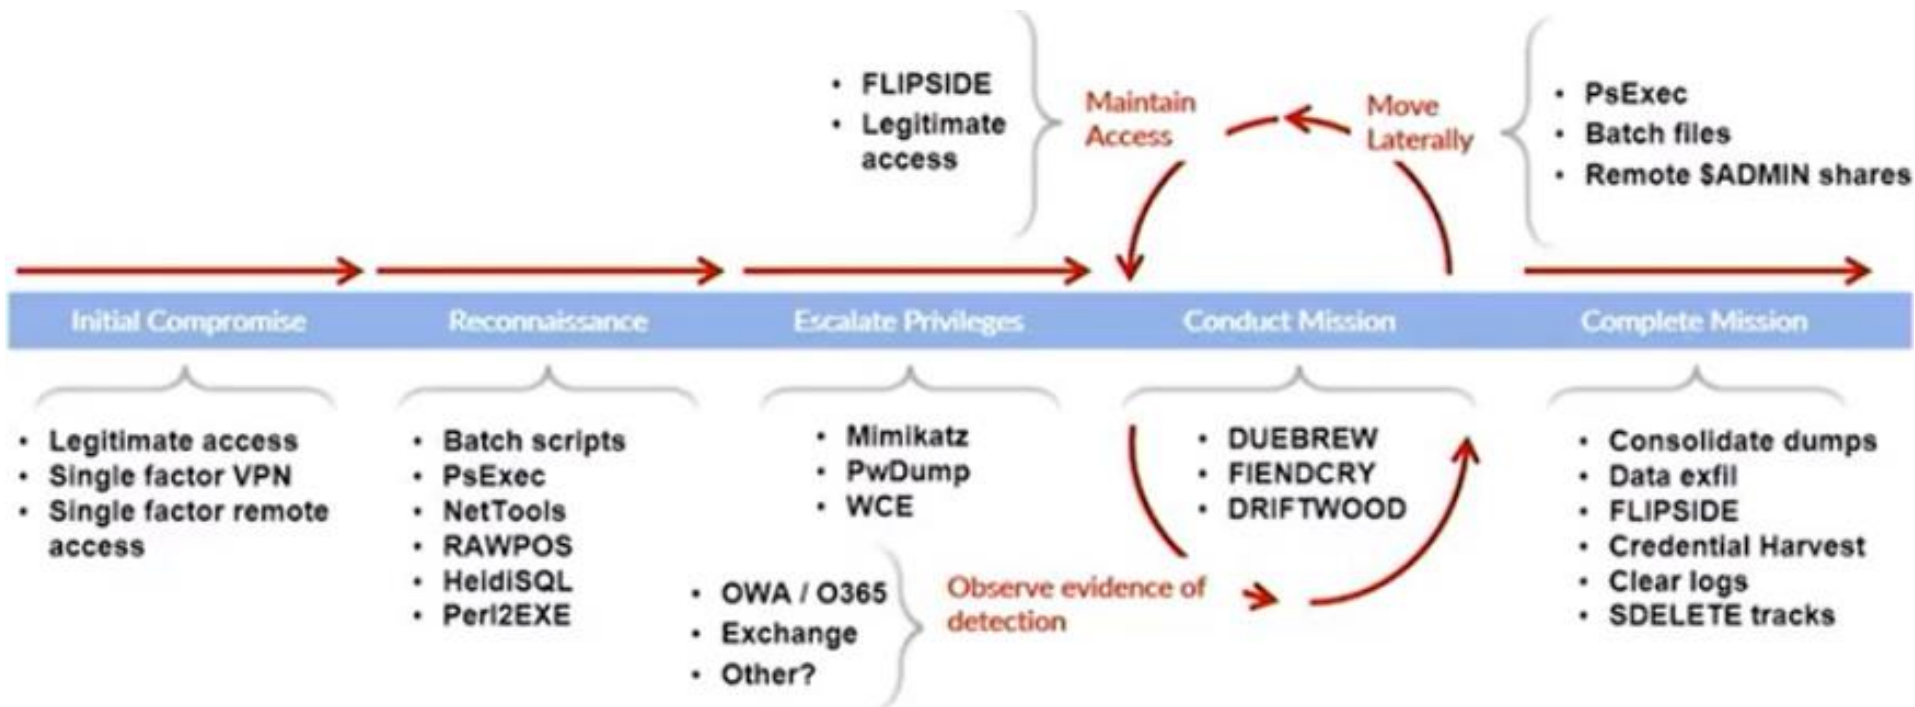 • FLIPSIDE
• Legitimate
access
Maintain
Access
Move
Laterally
• PsExec
• Batch files
• Remote $ADMIN shares
Initial Compromise
Reconnaissance
Escalate Privileges
Conduct Mission
Complete Mission
• Legitimate access
• Single factor VPN
• Single factor remote
access
• Batch scripts
• PsExec
• NetTools
• RAWPOS
• HeidiSQL
• Perl2EXE
• Mimikatz
• PwDump
• WCE
• OWA / O365
• Exchange
• Other?
Observe evidence of
detection
• DUEBREW
• FIENDCRY
• DRIFTWOOD
• Consolidate dumps
• Data exfil
• FLIPSIDE
• Credential Harvest
• Clear logs
• SDELETE tracks